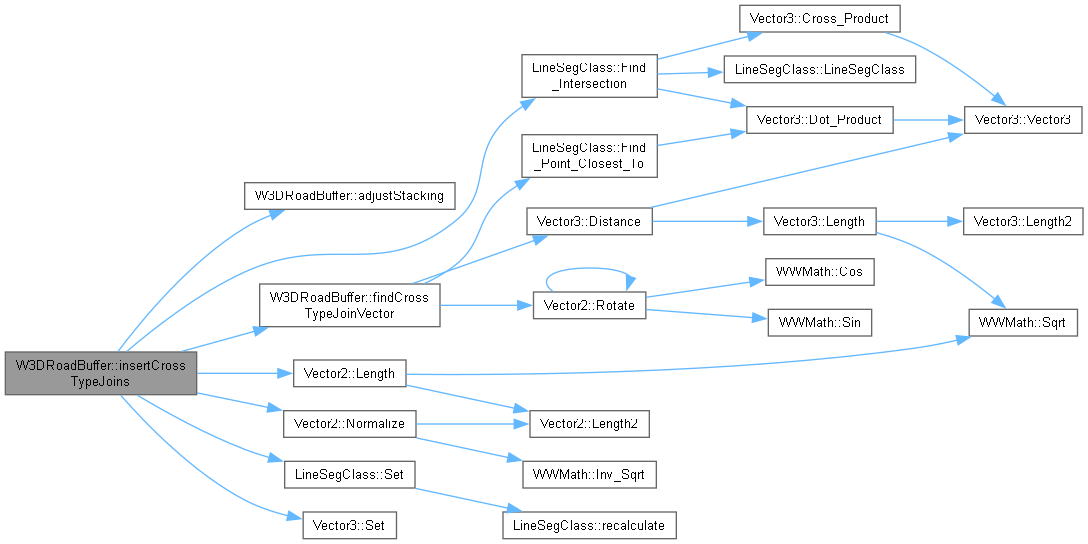 Vector3::Cross_Product
LineSegClass::Find
_Intersection
LineSegClass::LineSegClass
Vector3::Dot_Product
Vector3::Vector3
LineSegClass::Find
_Point_Closest_To
W3DRoadBuffer::adjustStacking
Vector3::Distance
Vector3::Length
Vector3::Length2
W3DRoadBuffer::findCross
TypeJoinVector
Vector2::Rotate
WWMath::Cos
WWMath::Sin
WWMath::Sqrt
W3DRoadBuffer::insertCross
TypeJoins
Vector2::Length
Vector2::Normalize
Vector2::Length2
LineSegClass::Set
WWMath::Inv_Sqrt
Vector3::Set
LineSegClass::recalculate